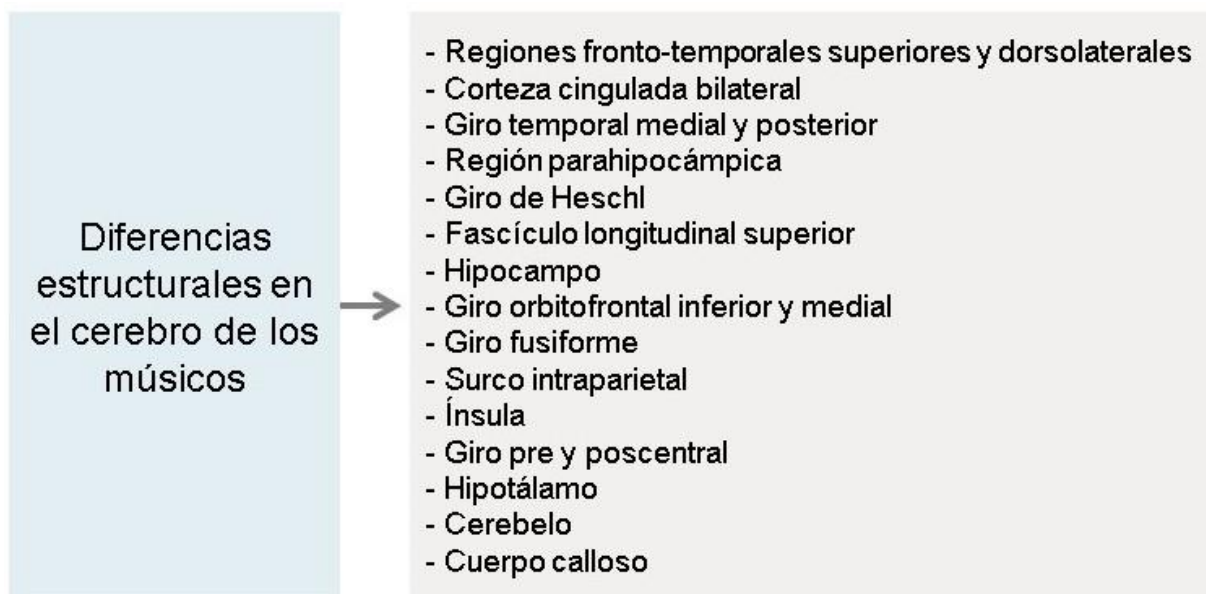 Diferencias
estructurales en
el cerebro de los
músicos
- Regiones fronto-temporales superiores y dorsolaterales
- Corteza cingulada bilateral
- Giro temporal medial y posterior
- Región parahipocámpica
- Giro de Heschl
- Fascículo longitudinal superior
- Hipocampo
- Giro orbitofrontal inferior y medial
- Giro fusiforme
- Surco intraparietal
- Ínsula
- Giro pre y poscentral
- Hipotálamo
- Cerebelo
- Cuerpo calloso